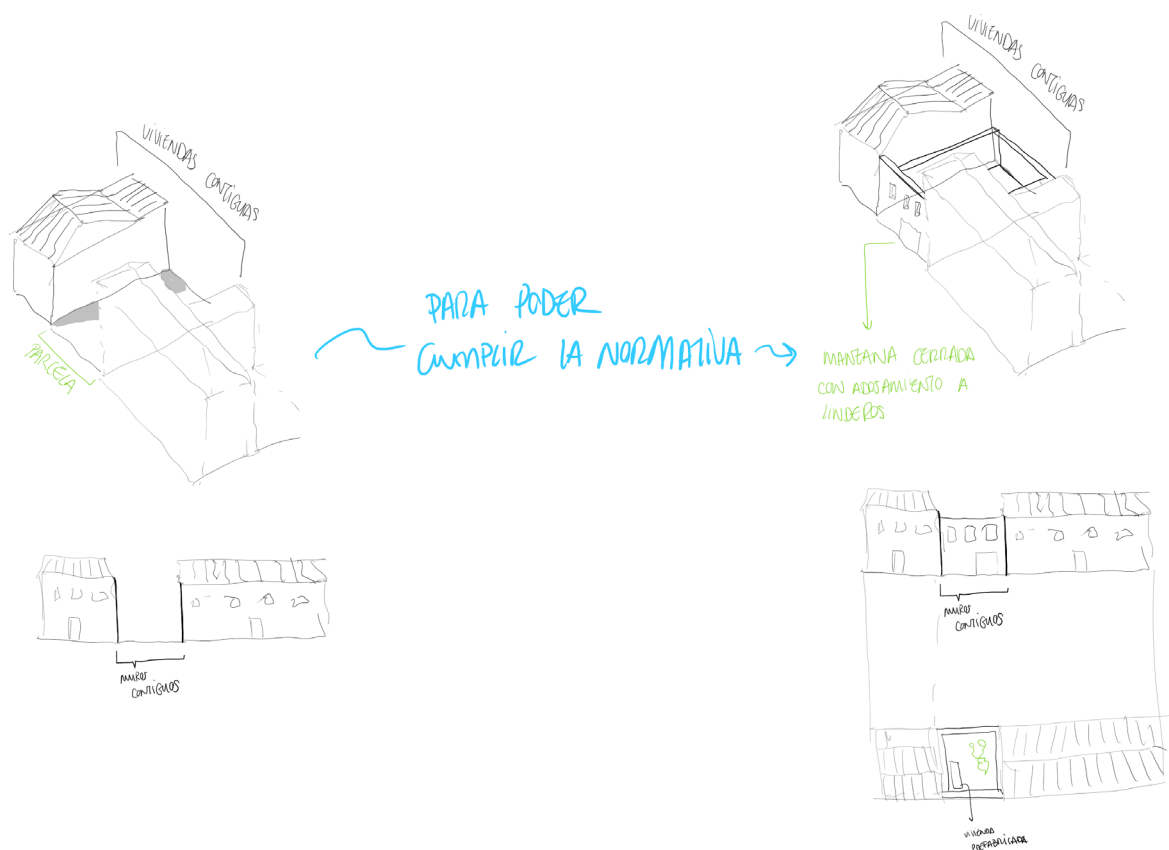 VIVIENDAS CONTIGUAS
PARCELA
MUROS
CONTIGUOS
PARA PODER
CUMPLIR LA NORMATIVA
VIVIENDAS CONTIGUAS
MANZANA CERRADA
CON ADOSAMIENTO A
LINDEROS
MUROS
CONTIGUOS
VIVIENDA
PREFABRICADA